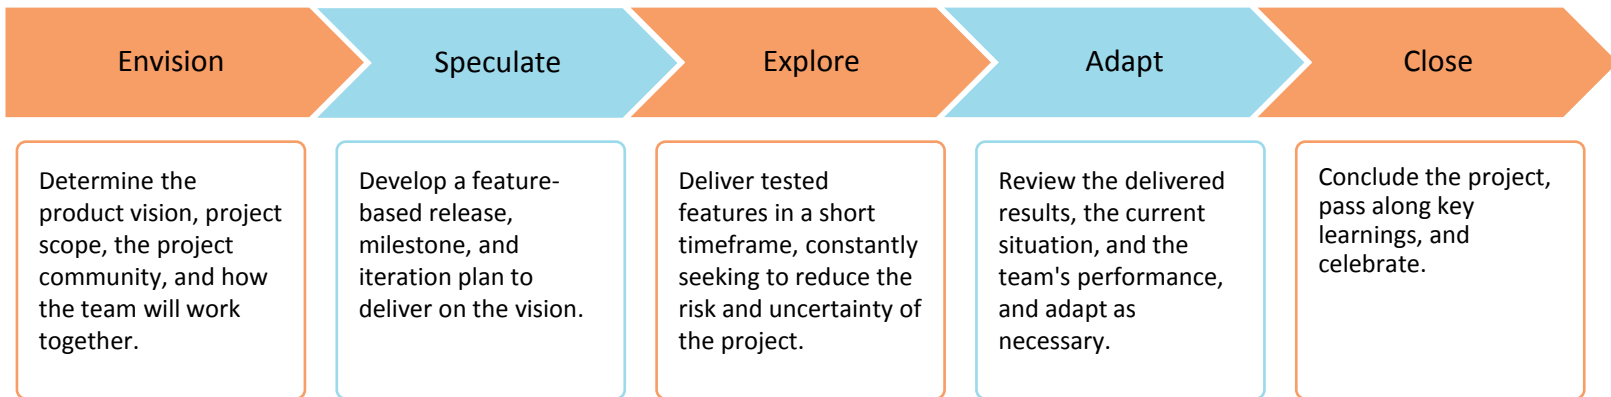 Envision
Speculate
Explore
Adapt
Close
Determine the
product vision, project
scope, the project
community, and how
the team will work
together.
Develop a feature-
based release,
milestone, and
iteration plan to
deliver on the vision.
Deliver tested
features in a short
timeframe, constantly
seeking to reduce the
risk and uncertainty of
the project.
Review the delivered
results, the current
situation, and the
team's performance,
and adapt as
necessary.
Conclude the project,
pass along key
learnings, and
celebrate.